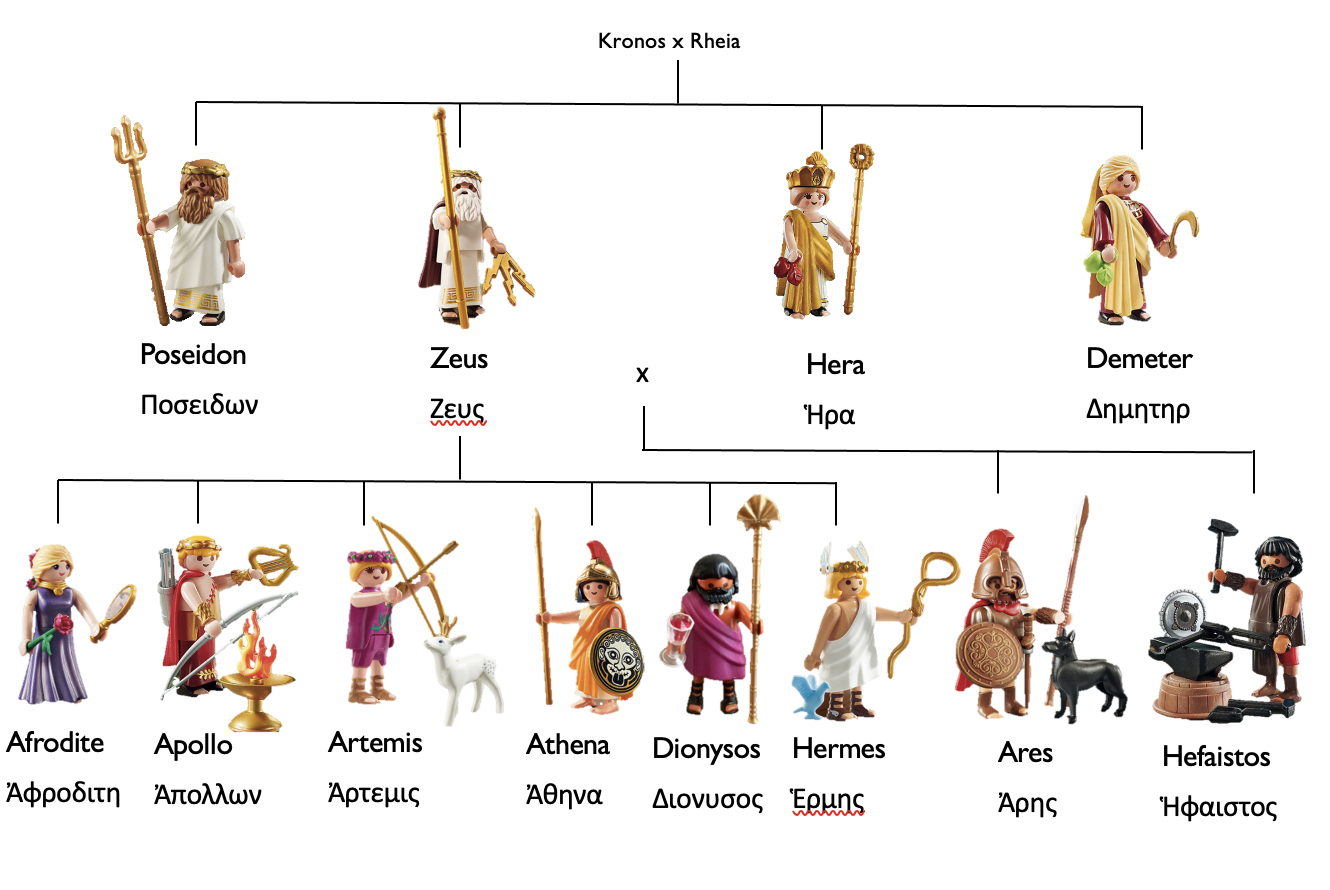 Kronos x Rheia
Poseidon
Ποσειδων
Zeus
Ζευς
x
Hera
Ἡρα
Demeter
Δημητηρ
Afrodite
Ἀφροδιτη
Apollo
Ἀπολλων
Artemis
Ἀρτεμις
Athena
Ἀθηνα
Dionysos
Διονυσος
Hermes
Ἑρμης
Ares
Ἀρης
Hefaistos
Ἡφαιστος